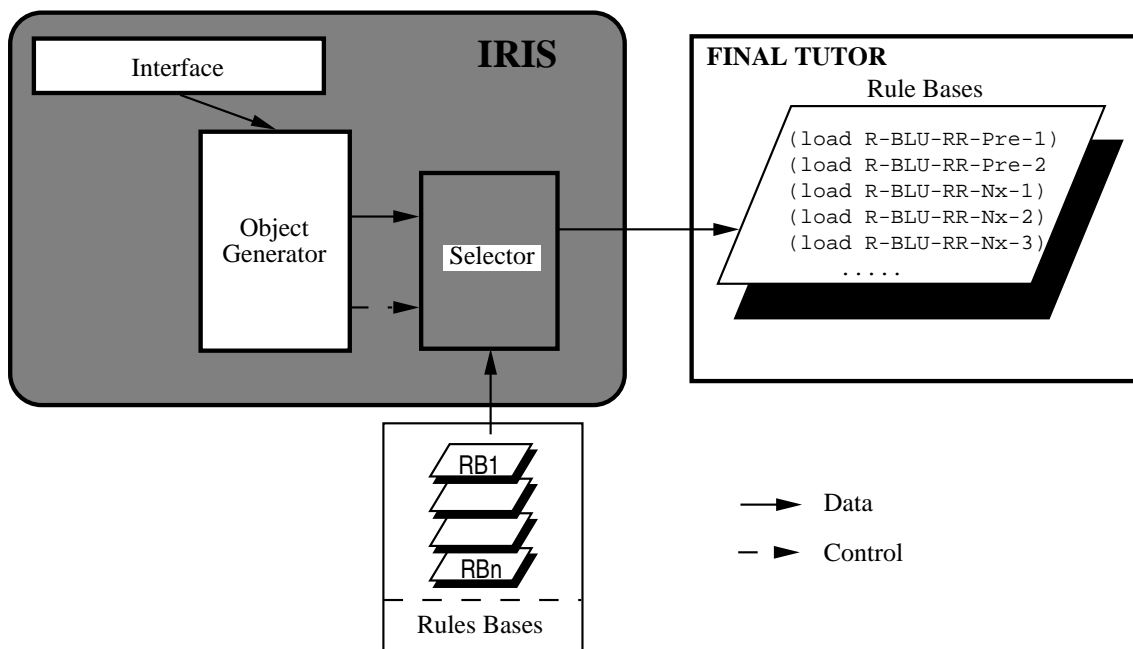 IRIS
Interface
Object
Generator
Selector
FINAL TUTOR
Rule Bases
(load R-BLU-RR-Pre-1)
(load R-BLU-RR-Pre-2
(load R-BLU-RR-Nx-1)
(load R-BLU-RR-Nx-2)
(load R-BLU-RR-Nx-3)
.....
RB1
RBn
Rules Bases
Data
Control